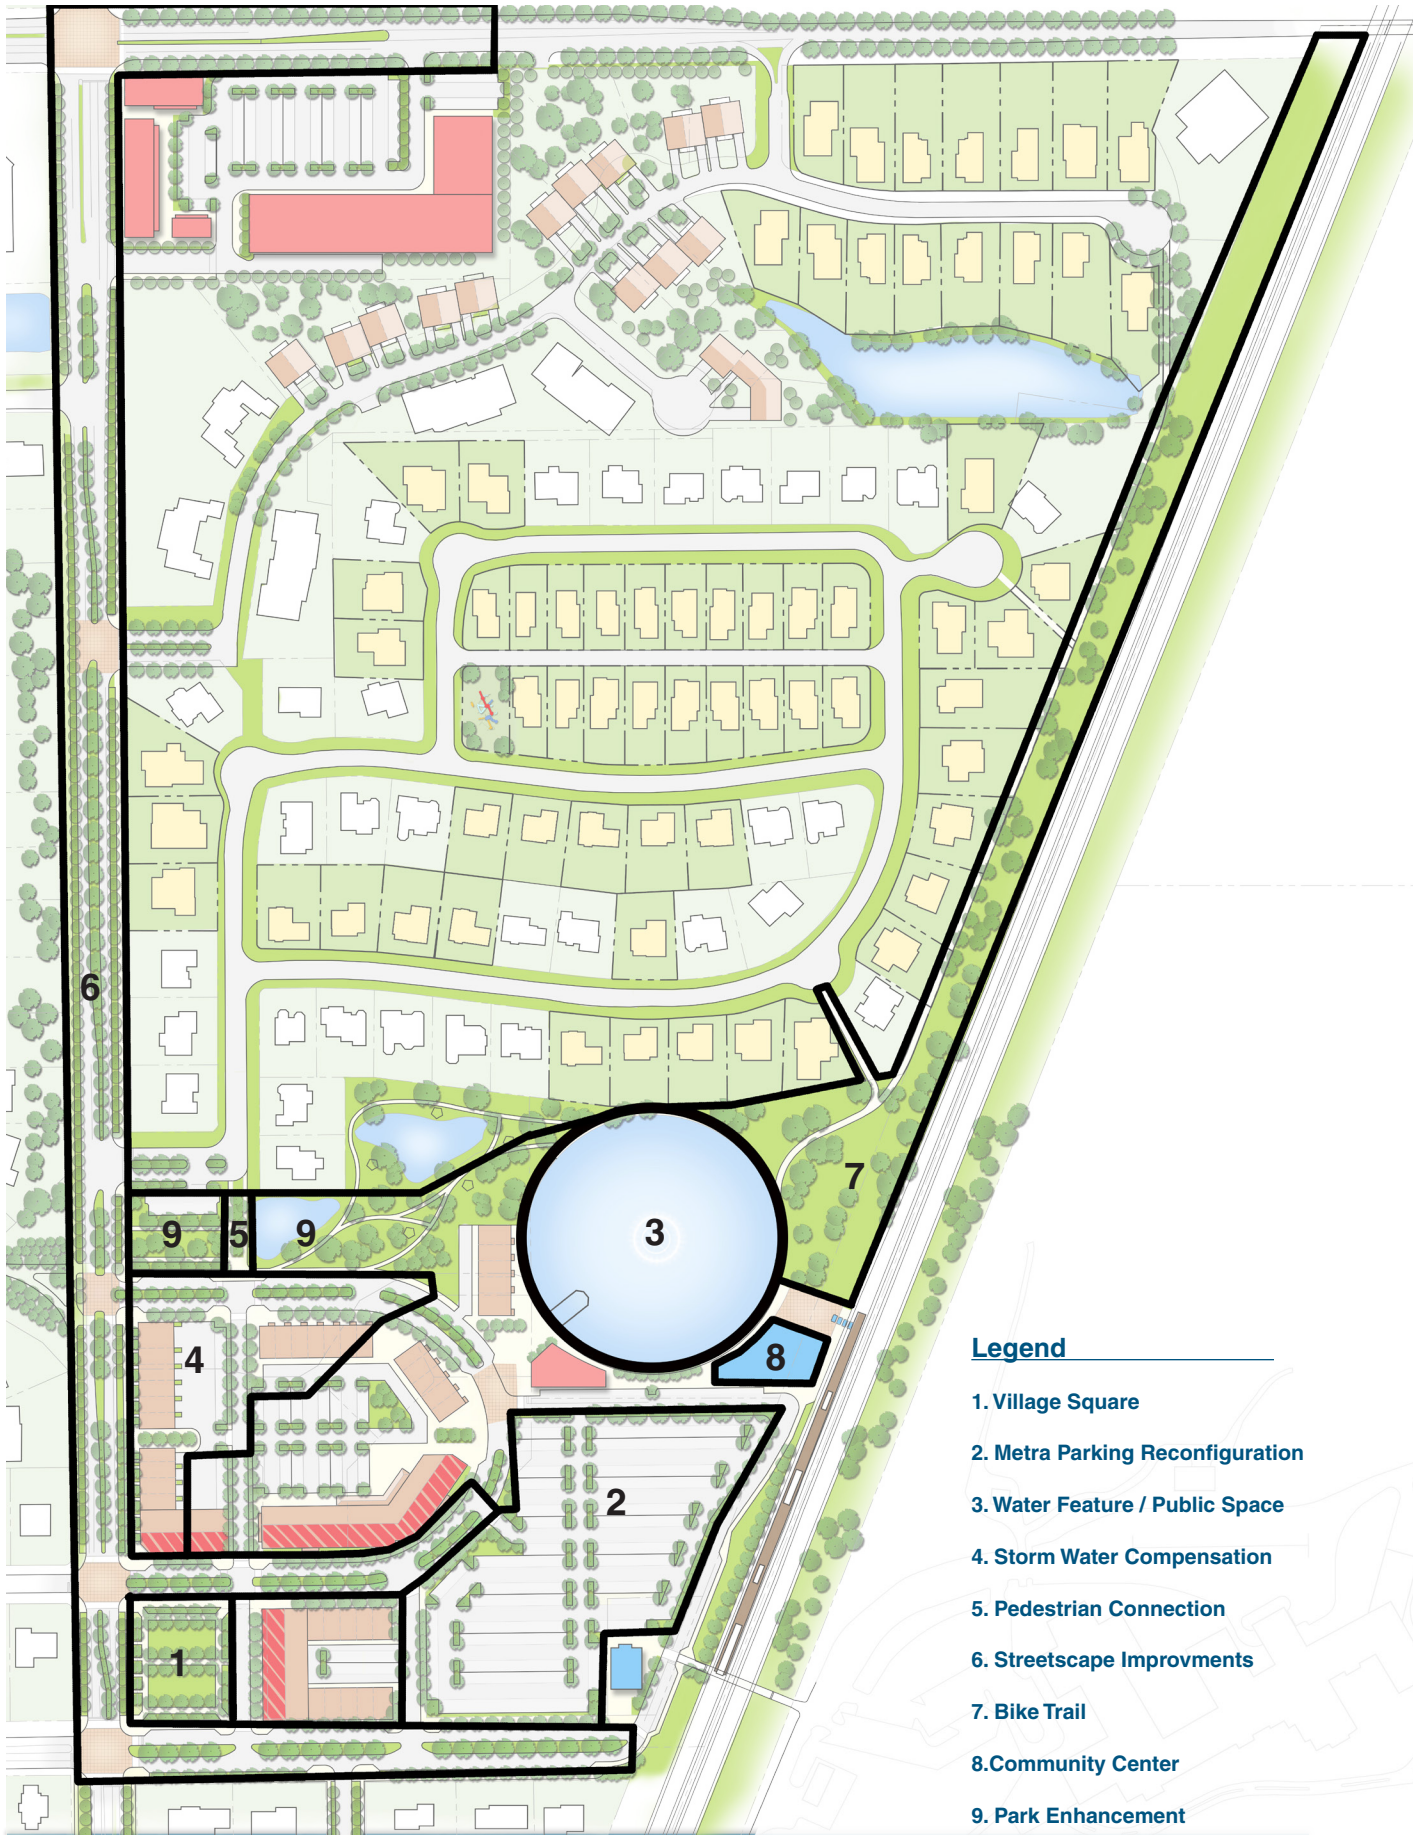 6
9
5
9
3
7
4
8
2
1
Legend
1. Village Square
2. Metra Parking Reconfiguration
3. Water Feature / Public Space
4. Storm Water Compensation
5. Pedestrian Connection
6. Streetscape Improvments
7. Bike Trail
8.Community Center
9. Park Enhancement